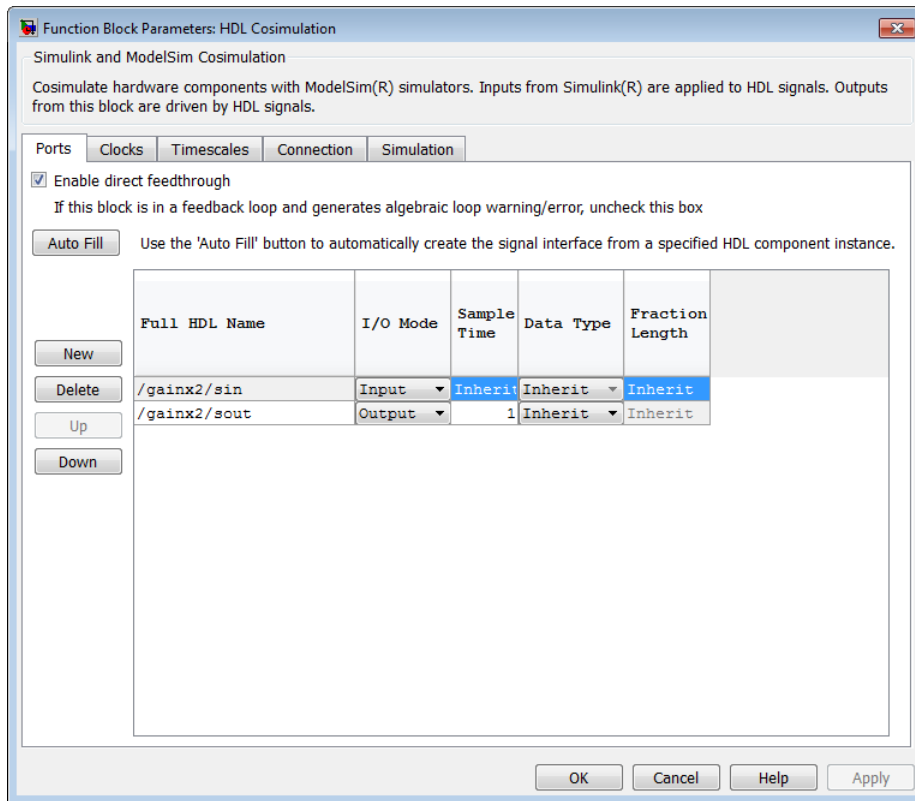 Function Block Parameters: HDL Cosimulation
Simulink and ModelSim Cosimulation
Cosimulate hardware components with ModelSim(R) simulators. Inputs from Simulink(R) are applied to HDL signals. Outputs
from this block are driven by HDL signals.
Ports Clocks Timescales Connection Simulation
Enable direct feedthrough
If this block is in a feedback loop and generates algebraic loop warning/error, uncheck this box
Auto Fill Use the 'Auto Fill' button to automatically create the signal interface from a specified HDL component instance.
Full HDL Name I/O Mode Sample Time Data Type Fraction Length
New
Delete /gainx2/sin Input Inherit Inherit Inherit
Up /gainx2/sout Output 1 Inherit Inherit
Down
OK Cancel Help Apply